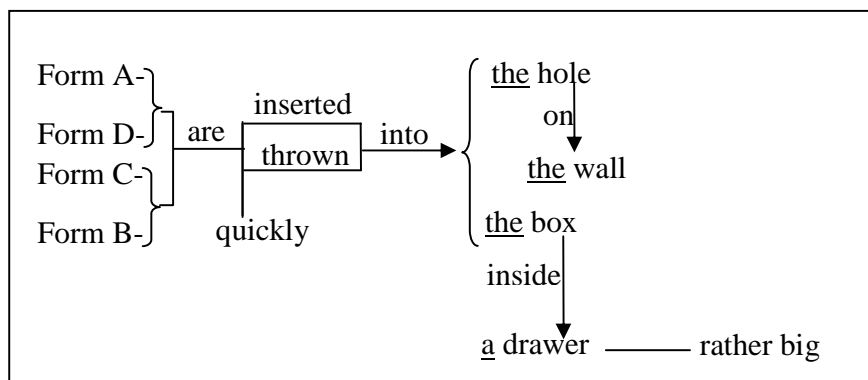 Form A-
Form D-
Form C-
Form B-
are
inserted
thrown
quickly
into
the hole
on
the wall
the box
inside
a drawer
rather big